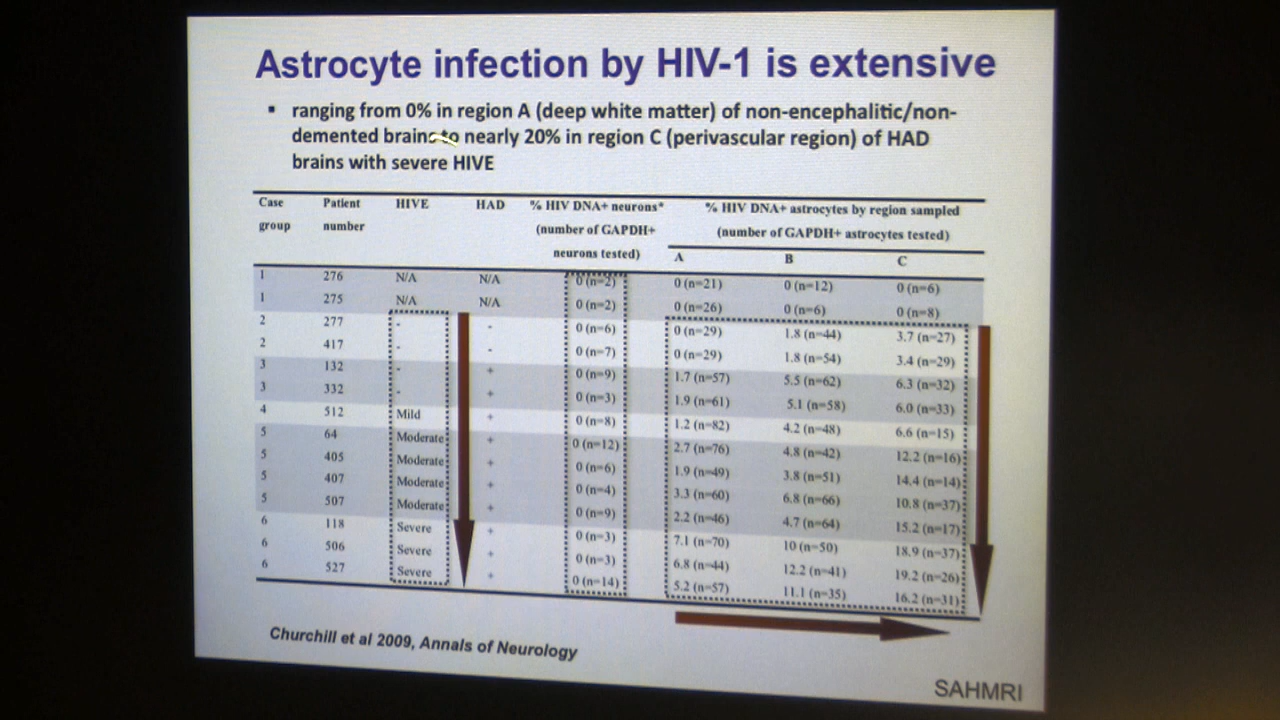 Astrocyte infection by HIV-1 is extensive
▪ ranging from 0% in region A (deep white matter) of non-encephalitic/non-
demented brains to nearly 20% in region C (perivascular region) of HAD
brains with severe HIVE
Case group Patient number HIVE HAD % HIV DNA+ neurons* (number of GAPDH+ neurons tested) % HIV DNA+ astrocytes by region sampled (number of GAPDH+ astrocytes tested)
A B C
1 276 N/A N/A 0 (n=2) 0 (n=21) 0 (n=12) 0 (n=6)
1 275 N/A N/A 0 (n=2) 0 (n=26) 0 (n=6) 0 (n=8)
2 277 - - 0 (n=6) 0 (n=29) 1.8 (n=44) 3.7 (n=27)
2 417 - - 0 (n=7) 0 (n=29) 1.8 (n=54) 3.4 (n=29)
3 132 - + 0 (n=9) 1.7 (n=57) 5.5 (n=62) 6.3 (n=32)
3 332 - + 0 (n=3) 1.9 (n=61) 5.1 (n=58) 6.0 (n=33)
4 512 Mild + 0 (n=8) 1.2 (n=82) 4.2 (n=48) 6.6 (n=15)
5 64 Moderate + 0 (n=12) 2.7 (n=76) 4.8 (n=42) 12.2 (n=16)
5 405 Moderate + 0 (n=6) 1.9 (n=49) 3.8 (n=51) 14.4 (n=14)
5 407 Moderate + 0 (n=4) 3.3 (n=60) 6.8 (n=66) 10.8 (n=37)
5 507 Moderate + 0 (n=9) 2.2 (n=46) 4.7 (n=64) 15.2 (n=17)
6 118 Severe + 0 (n=3) 7.1 (n=70) 10 (n=50) 18.9 (n=37)
6 506 Severe + 0 (n=3) 6.8 (n=44) 12.2 (n=41) 19.2 (n=26)
6 527 Severe + 0 (n=14) 5.2 (n=57) 11.1 (n=35) 16.2 (n=31)
Churchill et al 2009, Annals of Neurology
SAHMRI